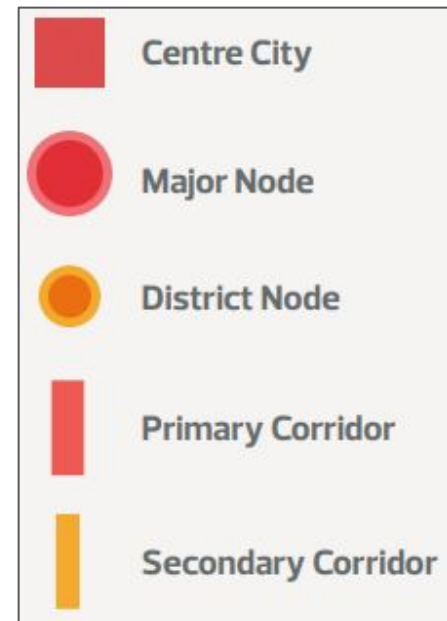 Centre City
Major Node
District Node
Primary Corridor
Secondary Corridor